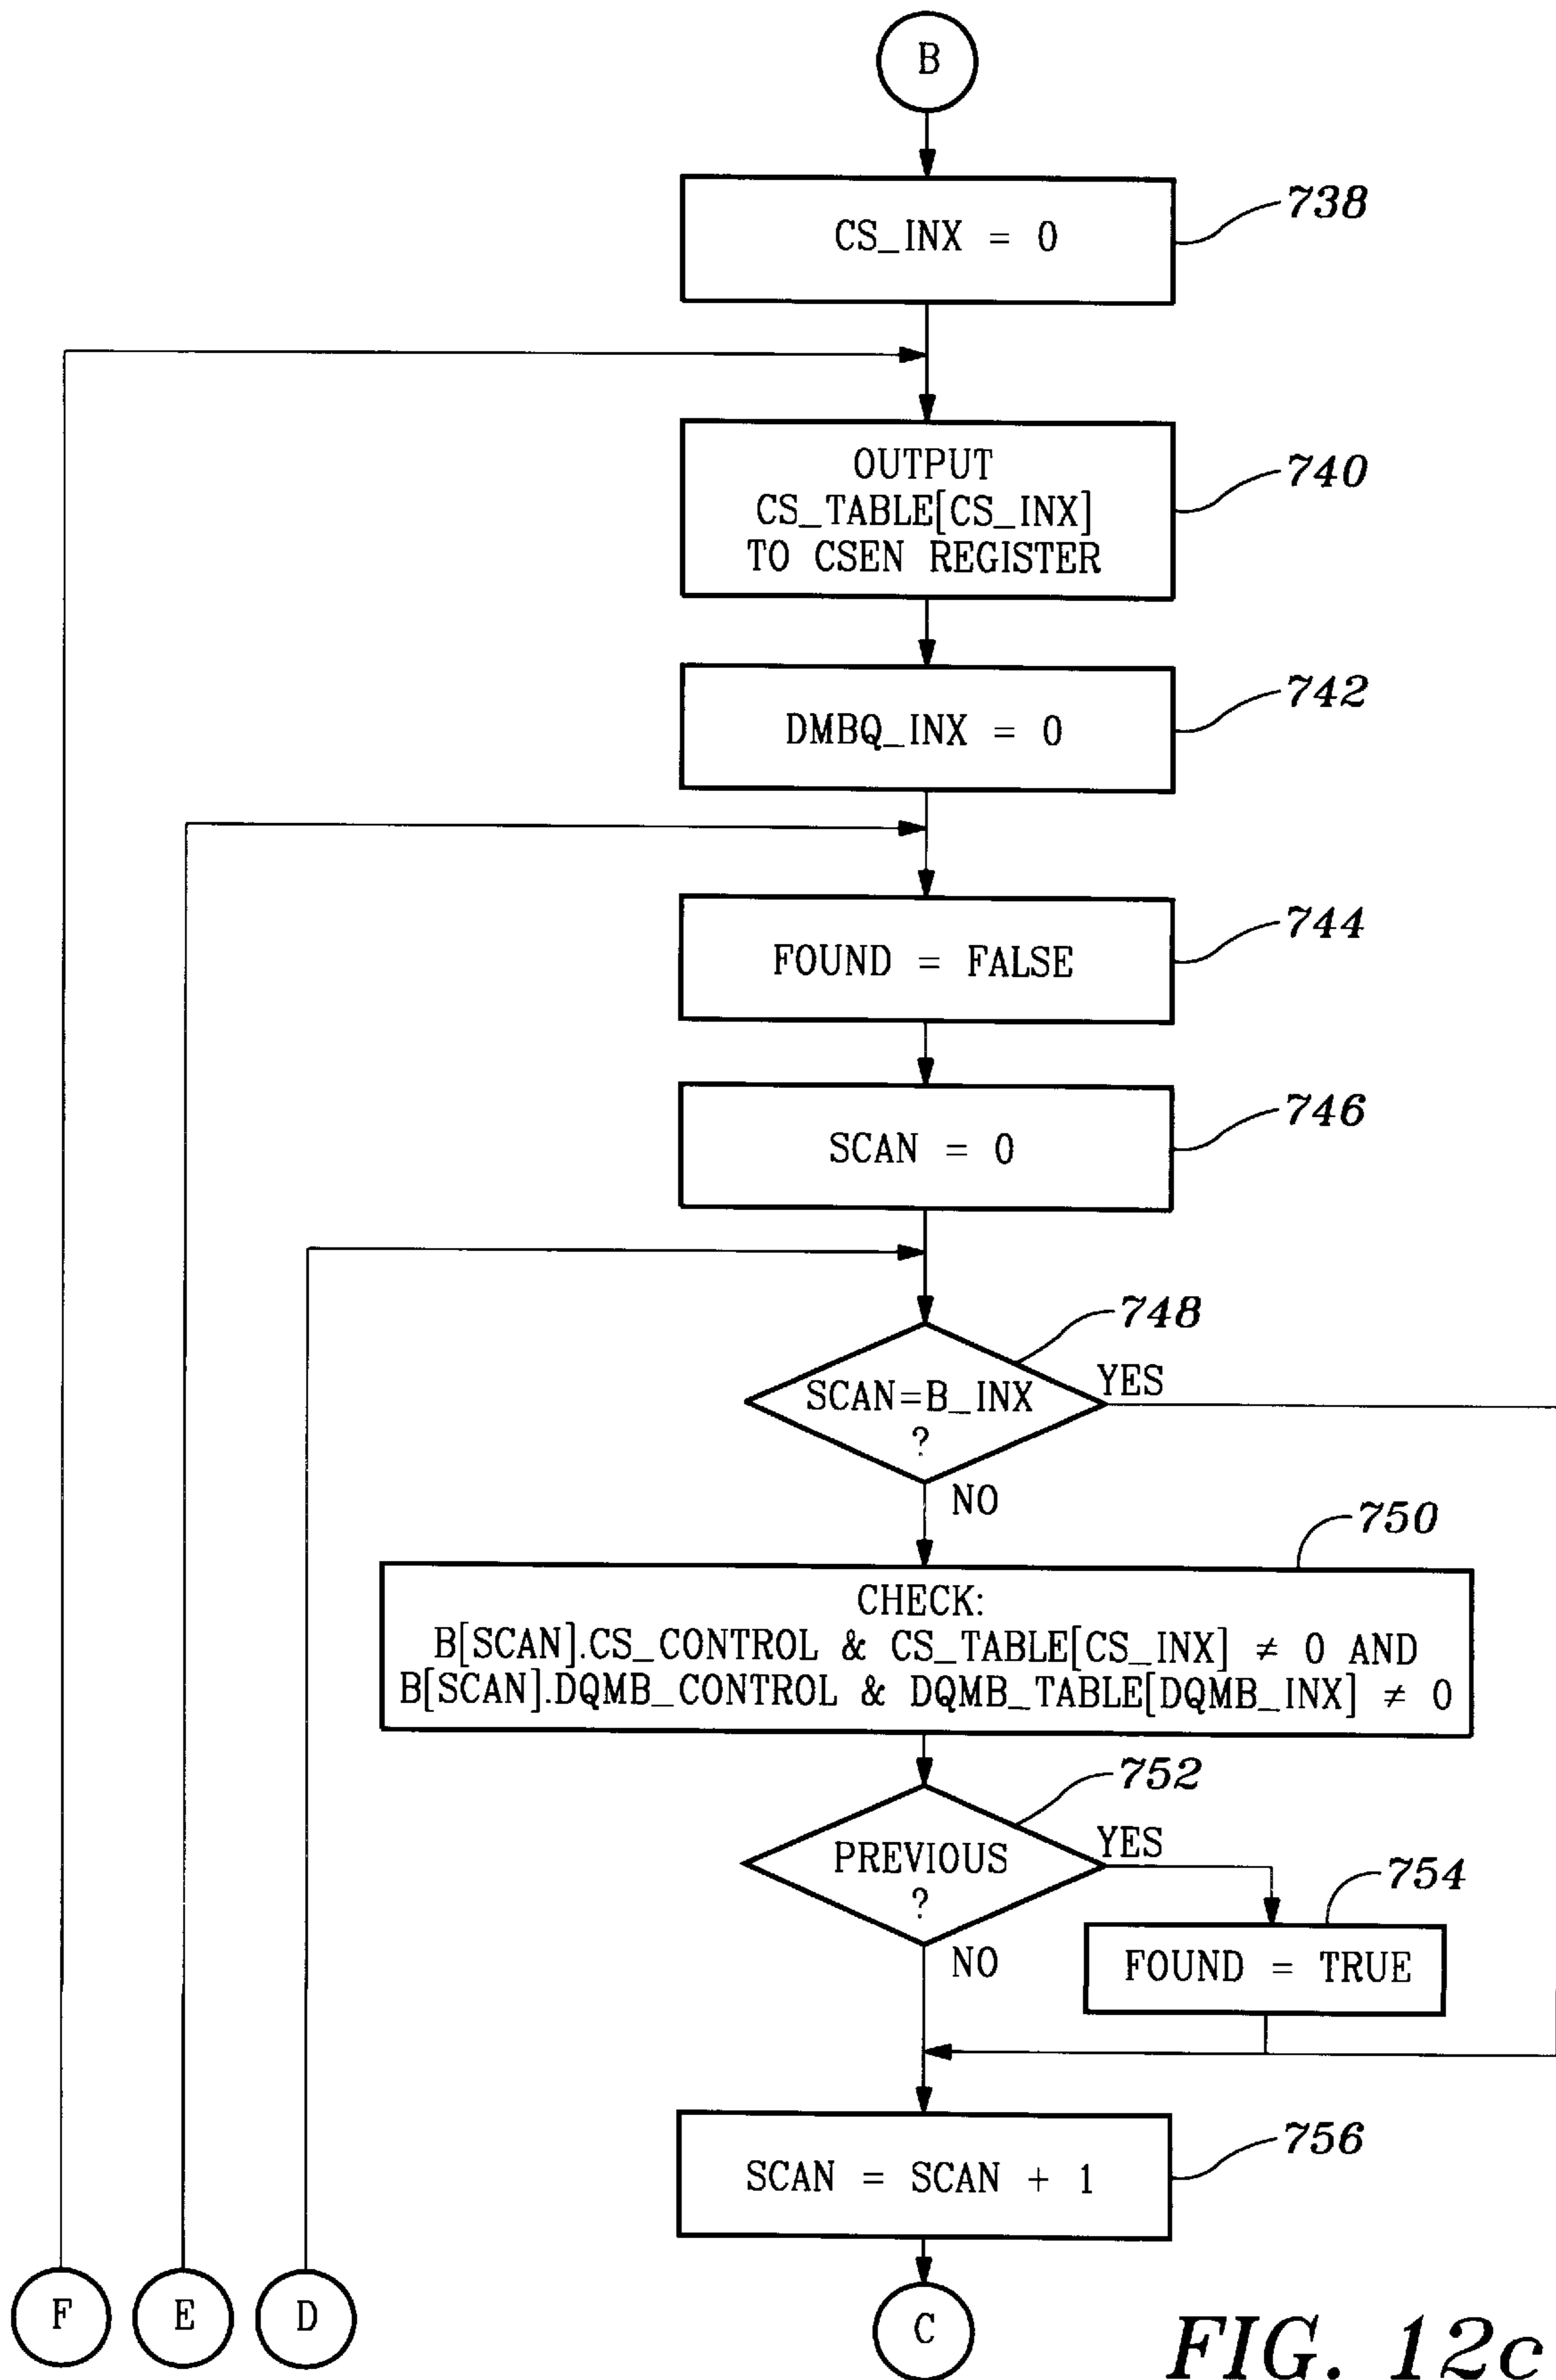 B
CS_INX = 0
738
OUTPUT
CS_TABLE[CS_INX]
TO CSEN REGISTER
740
DMBQ_INX = 0
742
FOUND = FALSE
744
SCAN = 0
746
748
SCAN=B_INX
?
YES
NO
750
CHECK:
B[SCAN].CS_CONTROL & CS_TABLE[CS_INX] ≠ 0 AND
B[SCAN].DQMB_CONTROL & DQMB_TABLE[DQMB_INX] ≠ 0
752
PREVIOUS
?
YES
NO
754
FOUND = TRUE
756
SCAN = SCAN + 1
F
E
D
C
FIG. 12c